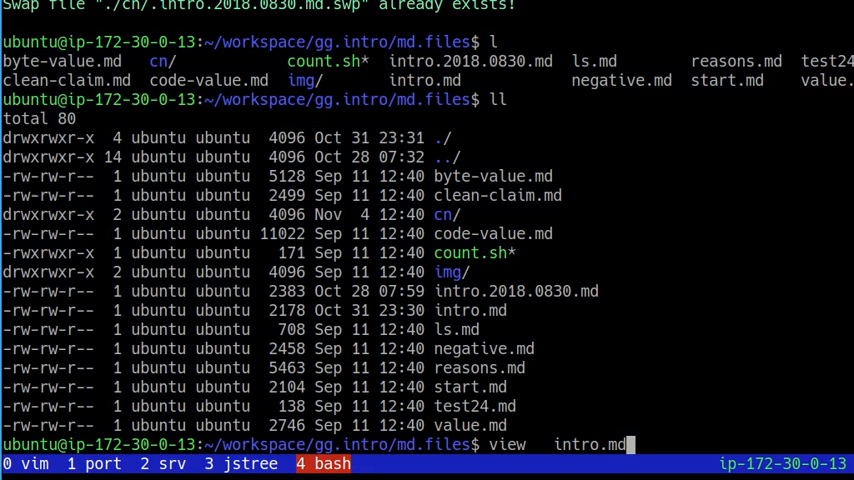 Swap file "./cn/.intro.2018.0830.md.swp" already exists!
ubuntu@ip-172-30-0-13:~/workspace/gg.intro/md.files$ l
byte-value.md   cn/            count.sh*  intro.2018.0830.md  ls.md        reasons.md  test24
clean-claim.md  code-value.md  img/       intro.md            negative.md  start.md    value.
ubuntu@ip-172-30-0-13:~/workspace/gg.intro/md.files$ ll
total 80
drwxrwxr-x  4 ubuntu ubuntu  4096 Oct 31 23:31 ./
drwxrwxr-x 14 ubuntu ubuntu  4096 Oct 28 07:32 ../
-rw-rw-r--  1 ubuntu ubuntu  5128 Sep 11 12:40 byte-value.md
-rw-rw-r--  1 ubuntu ubuntu  2499 Sep 11 12:40 clean-claim.md
drwxrwxr-x  2 ubuntu ubuntu  4096 Nov  4 12:40 cn/
-rw-rw-r--  1 ubuntu ubuntu 11022 Sep 11 12:40 code-value.md
-rwxrwxr-x  1 ubuntu ubuntu   171 Sep 11 12:40 count.sh*
drwxrwxr-x  2 ubuntu ubuntu  4096 Sep 11 12:40 img/
-rw-rw-r--  1 ubuntu ubuntu  2383 Oct 28 07:59 intro.2018.0830.md
-rw-rw-r--  1 ubuntu ubuntu  2178 Oct 31 23:30 intro.md
-rw-rw-r--  1 ubuntu ubuntu   708 Sep 11 12:40 ls.md
-rw-rw-r--  1 ubuntu ubuntu  2458 Sep 11 12:40 negative.md
-rw-rw-r--  1 ubuntu ubuntu  5463 Sep 11 12:40 reasons.md
-rw-rw-r--  1 ubuntu ubuntu  2104 Sep 11 12:40 start.md
-rw-rw-r--  1 ubuntu ubuntu   138 Sep 11 12:40 test24.md
-rw-rw-r--  1 ubuntu ubuntu  2746 Sep 11 12:40 value.md
ubuntu@ip-172-30-0-13:~/workspace/gg.intro/md.files$ view   intro.md
0 vim  1 port  2 srv  3 jstree  4 bash  ip-172-30-0-13